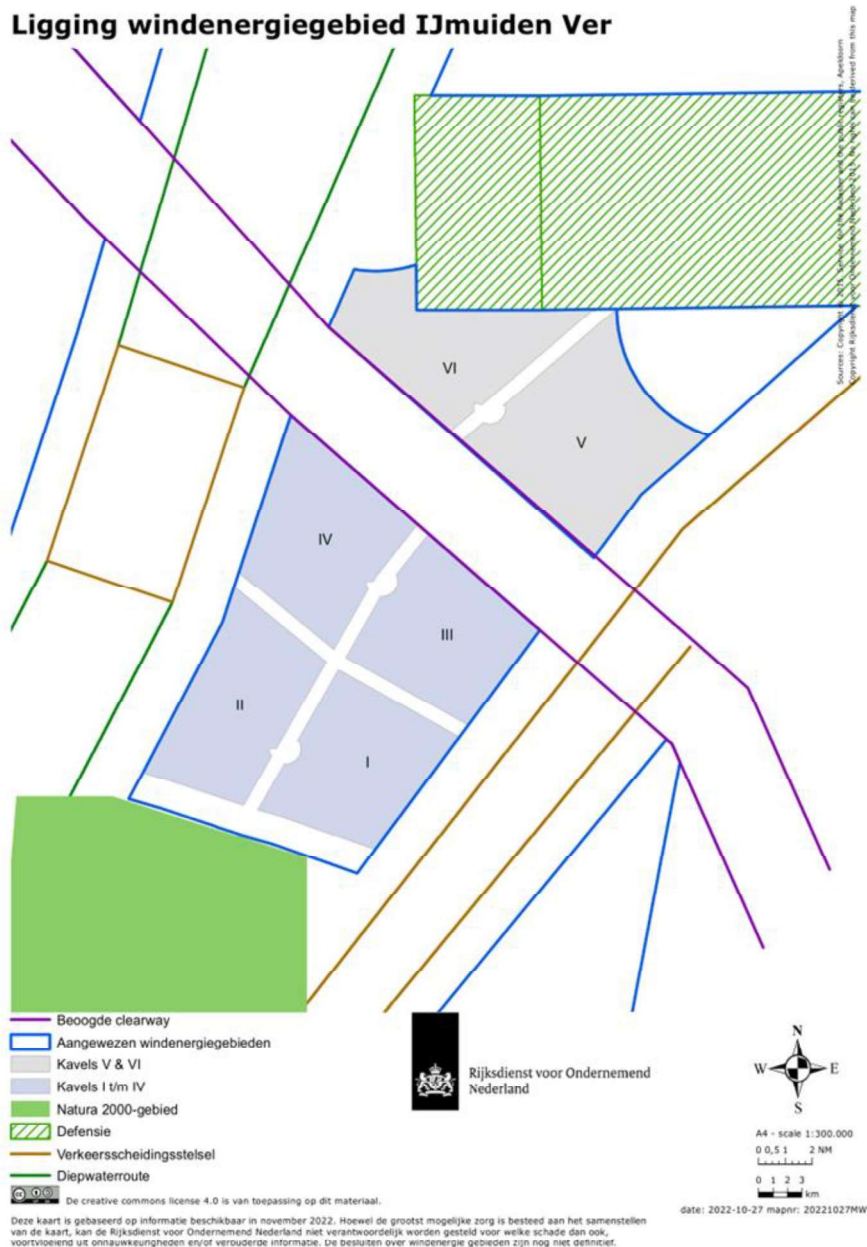 Ligging windenergiegebied IJmuiden Ver
VI
V
IV
III
II
I
Beoogde clearway
Aangewezen windenergiegebieden
Kavels V & VI
Kavels I t/m IV
Natura 2000-gebied
Defensie
Verkeersscheidingsstelsel
Diepwaterroute
Rijksdienst voor Ondernemend
Nederland
N
W E
S
A4 - scale 1:300.000
0 0,5 1 2 NM
0 1 2 3
km
date: 2022-10-27 mapnr: 20221027MW
cc
De creative commons license 4.0 is van toepassing op dit materiaal.
Deze kaart is gebaseerd op informatie beschikbaar in november 2022. Hoewel de grootst mogelijke zorg is besteed aan het samenstellen
van de kaart, kan de Rijksdienst voor Ondernemend Nederland niet verantwoordelijk worden gesteld voor welke schade dan ook,
voortvloeiend uit onnauwkeurigheden en/of verouderde informatie. De besluiten over windenergie gebieden zijn nog niet definitief.